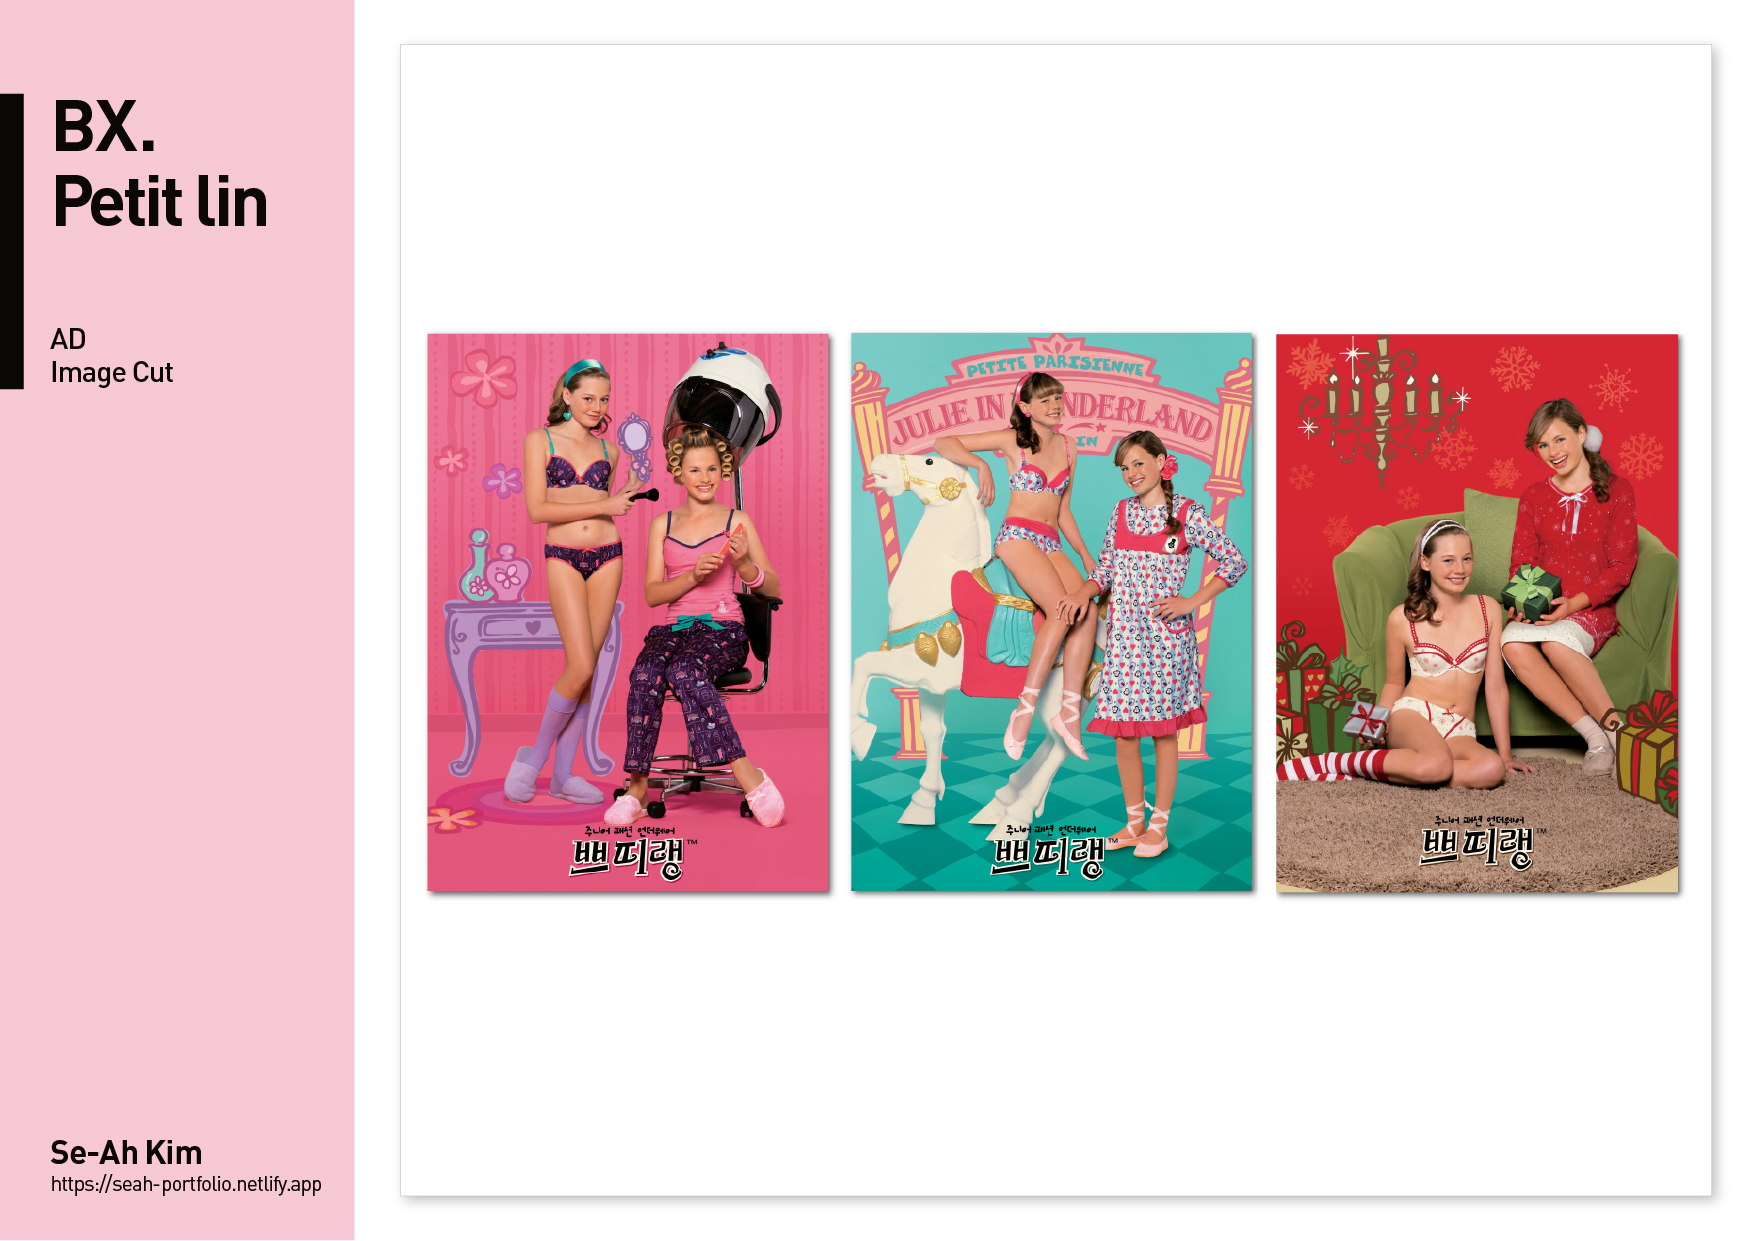 BX.
Petit lin
AD
Image Cut
주니어 패션 언더웨어
쁘띠랭™
PETITE PARISIENNE
JULIE IN
NDERLAND
IN
주니어 패션 언더웨어
쁘띠랭™
주니어 패션 언더웨어
쁘띠랭™
Se-Ah Kim
https://seah-portfolio.netlify.app